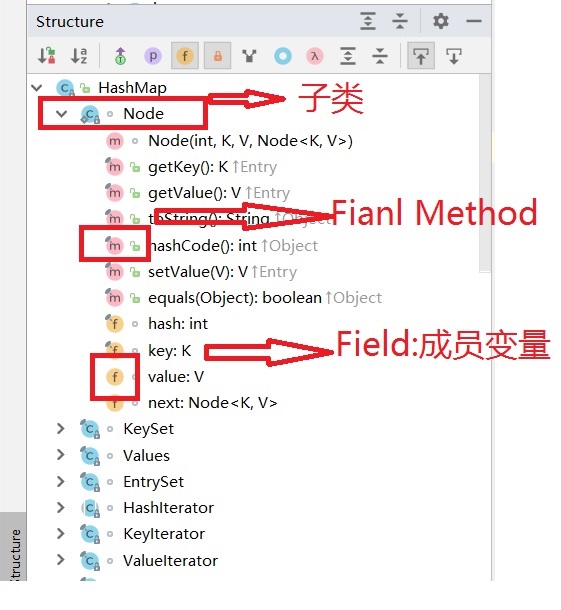 Structure
HashMap
子类
Node
Node(int, K, V, Node<K, V>)
getKey(): K ↑Entry
getValue(): V ↑Entry
toString(): String ↑Object
Fianl Method
hashCode(): int ↑Object
setValue(V): V ↑Entry
equals(Object): boolean ↑Object
hash: int
key: K
Field:成员变量
value: V
next: Node<K, V>
KeySet
Values
EntrySet
HashIterator
KeyIterator
ValueIterator